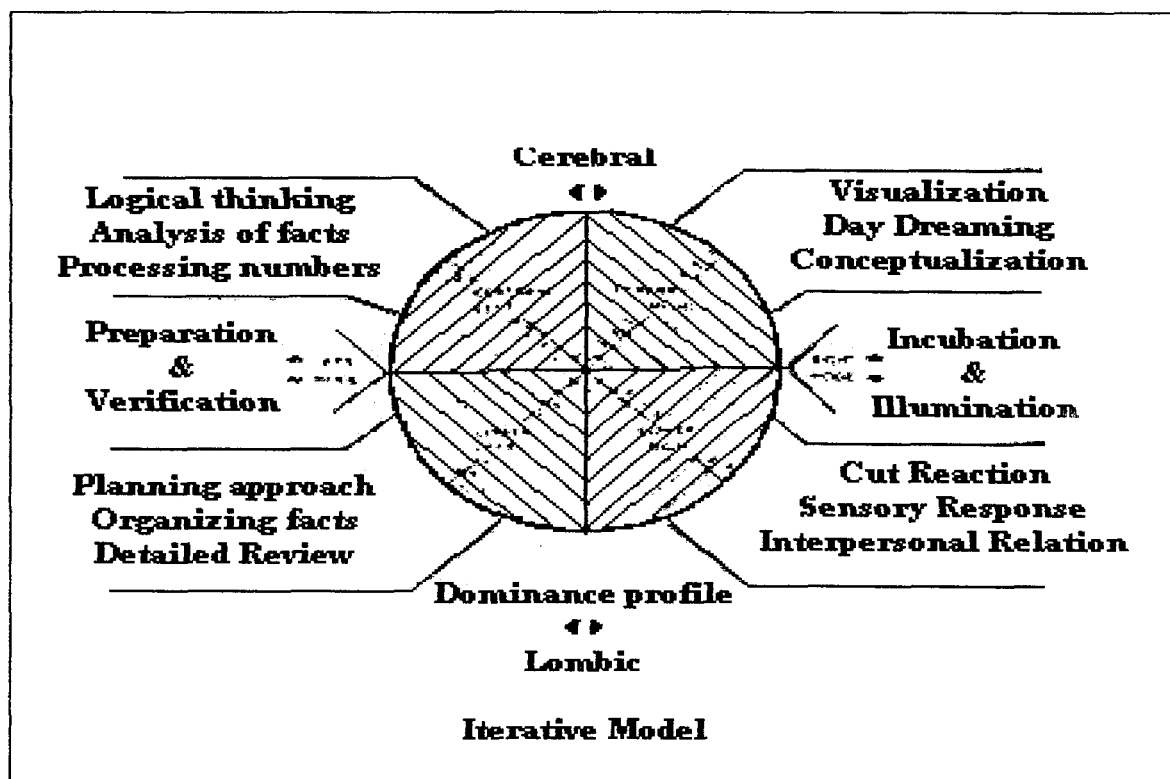 Cerebral
Logical thinking
Analysis of facts
Processing numbers
Visualization
Day Dreaming
Conceptualization
Preparation
&
Verification
Incubation
&
Illumination
Planning approach
Organizing facts
Detailed Review
Cut Reaction
Sensory Response
Interpersonal Relation
Dominance profile
Lombic
Iterative Model